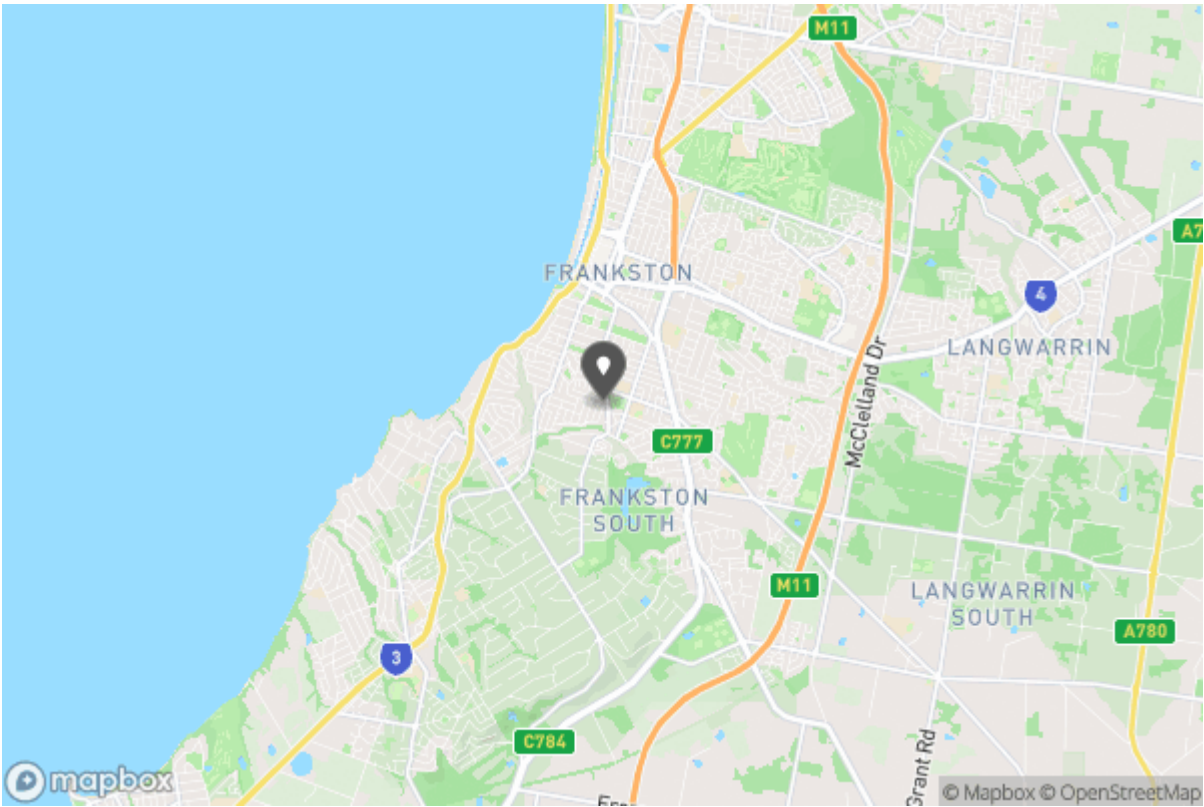 M11
A7
FRANKSTON
4
LANGWARRIN
McClelland Dr
C777
FRANKSTON
SOUTH
M11
LANGWARRIN
SOUTH
A780
3
C784
Grant Rd
mapbox
© Mapbox © OpenStreetMap